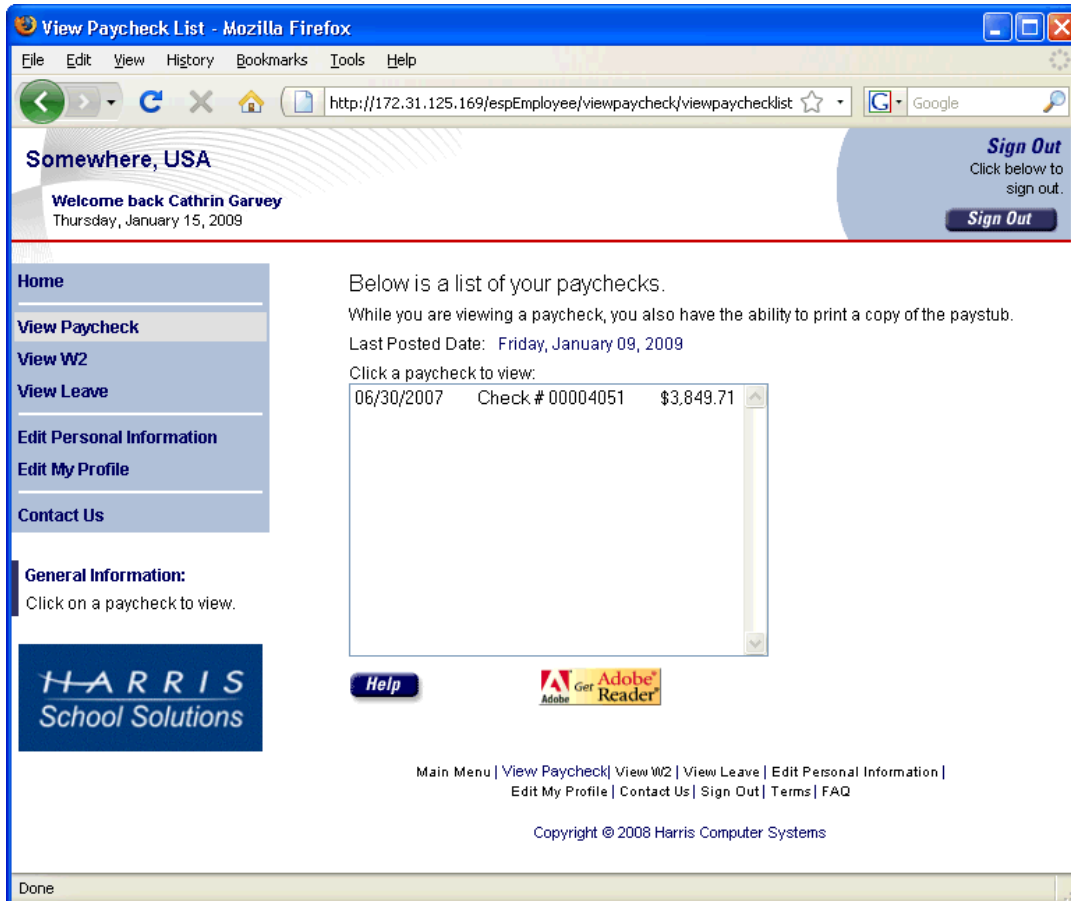 View Paycheck List - Mozilla Firefox
File Edit View History Bookmarks Tools Help
http://172.31.125.169/espEmployee/viewpaycheck/viewpaychecklist
G Google
Somewhere, USA
Welcome back Cathrin Garvey
Thursday, January 15, 2009
Sign Out
Click below to
sign out.
Sign Out
Home
View Paycheck
View W2
View Leave
Edit Personal Information
Edit My Profile
Contact Us
General Information:
Click on a paycheck to view.
HARRIS
School Solutions
Below is a list of your paychecks.
While you are viewing a paycheck, you also have the ability to print a copy of the paystub.
Last Posted Date: Friday, January 09, 2009
Click a paycheck to view:
06/30/2007 Check # 00004051 $3,849.71
Help
Adobe Get Adobe® Reader®
Main Menu | View Paycheck| View W2 | View Leave | Edit Personal Information |
Edit My Profile | Contact Us | Sign Out | Terms | FAQ
Copyright © 2008 Harris Computer Systems
Done